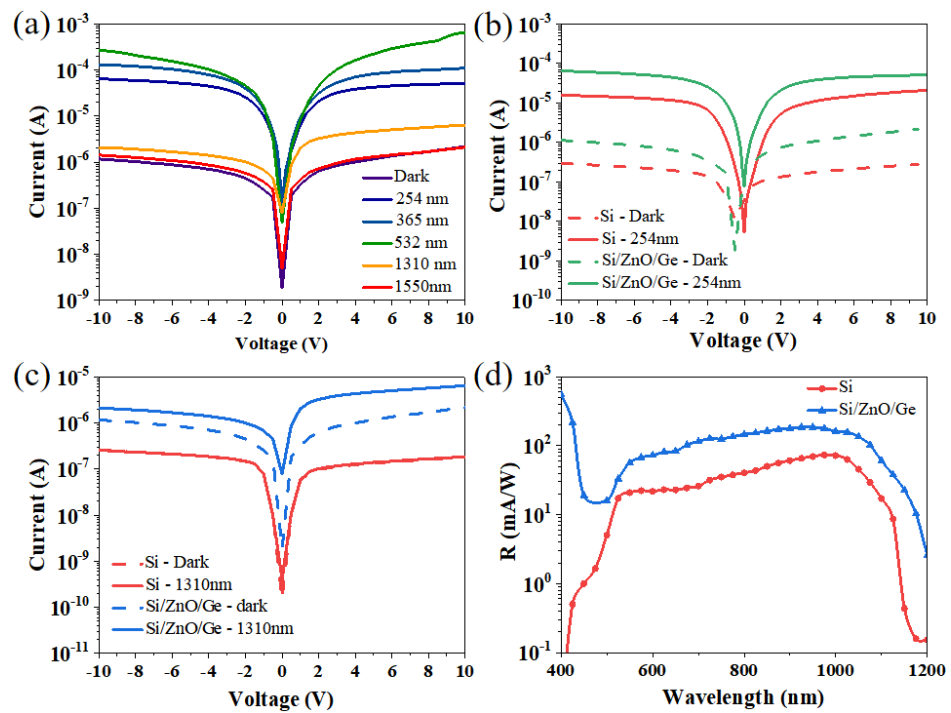 (a)
10⁻³
10⁻⁴
10⁻⁵
10⁻⁶
10⁻⁷
10⁻⁸
10⁻⁹
Current (A)
Dark
254 nm
365 nm
532 nm
1310 nm
1550nm
-10 -8 -6 -4 -2 0 2 4 6 8 10
Voltage (V)
(b)
10⁻³
10⁻⁴
10⁻⁵
10⁻⁶
10⁻⁷
10⁻⁸
10⁻⁹
10⁻¹⁰
Current (A)
Si - Dark
Si - 254nm
Si/ZnO/Ge - Dark
Si/ZnO/Ge - 254nm
-10 -8 -6 -4 -2 0 2 4 6 8 10
Voltage (V)
(c)
10⁻⁵
10⁻⁶
10⁻⁷
10⁻⁸
10⁻⁹
10⁻¹⁰
10⁻¹¹
Current (A)
Si - Dark
Si - 1310nm
Si/ZnO/Ge - dark
Si/ZnO/Ge - 1310nm
-10 -8 -6 -4 -2 0 2 4 6 8 10
Voltage (V)
(d)
10³
10²
10¹
10⁰
10⁻¹
R (mA/W)
Si
Si/ZnO/Ge
400 600 800 1000 1200
Wavelength (nm)